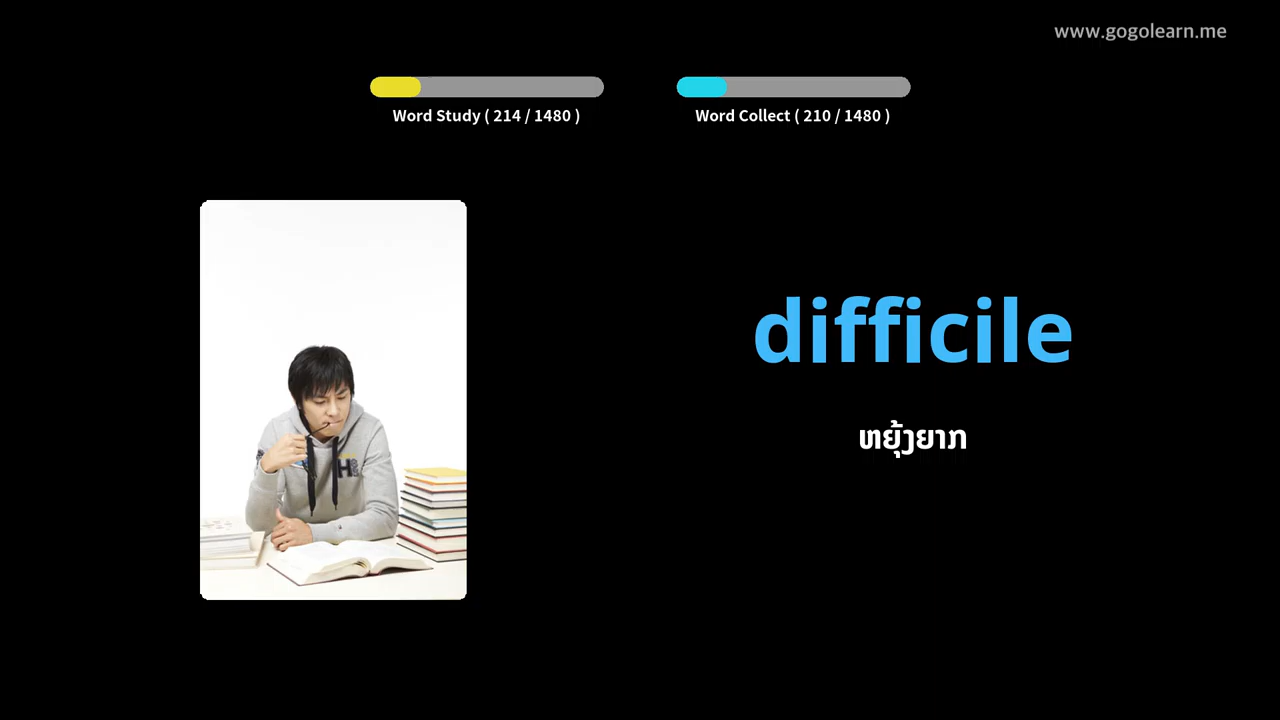 www.gogolearn.me
Word Study ( 214 / 1480 )
Word Collect ( 210 / 1480 )
difficile
ຫຍຸ້ງຍາກ
H